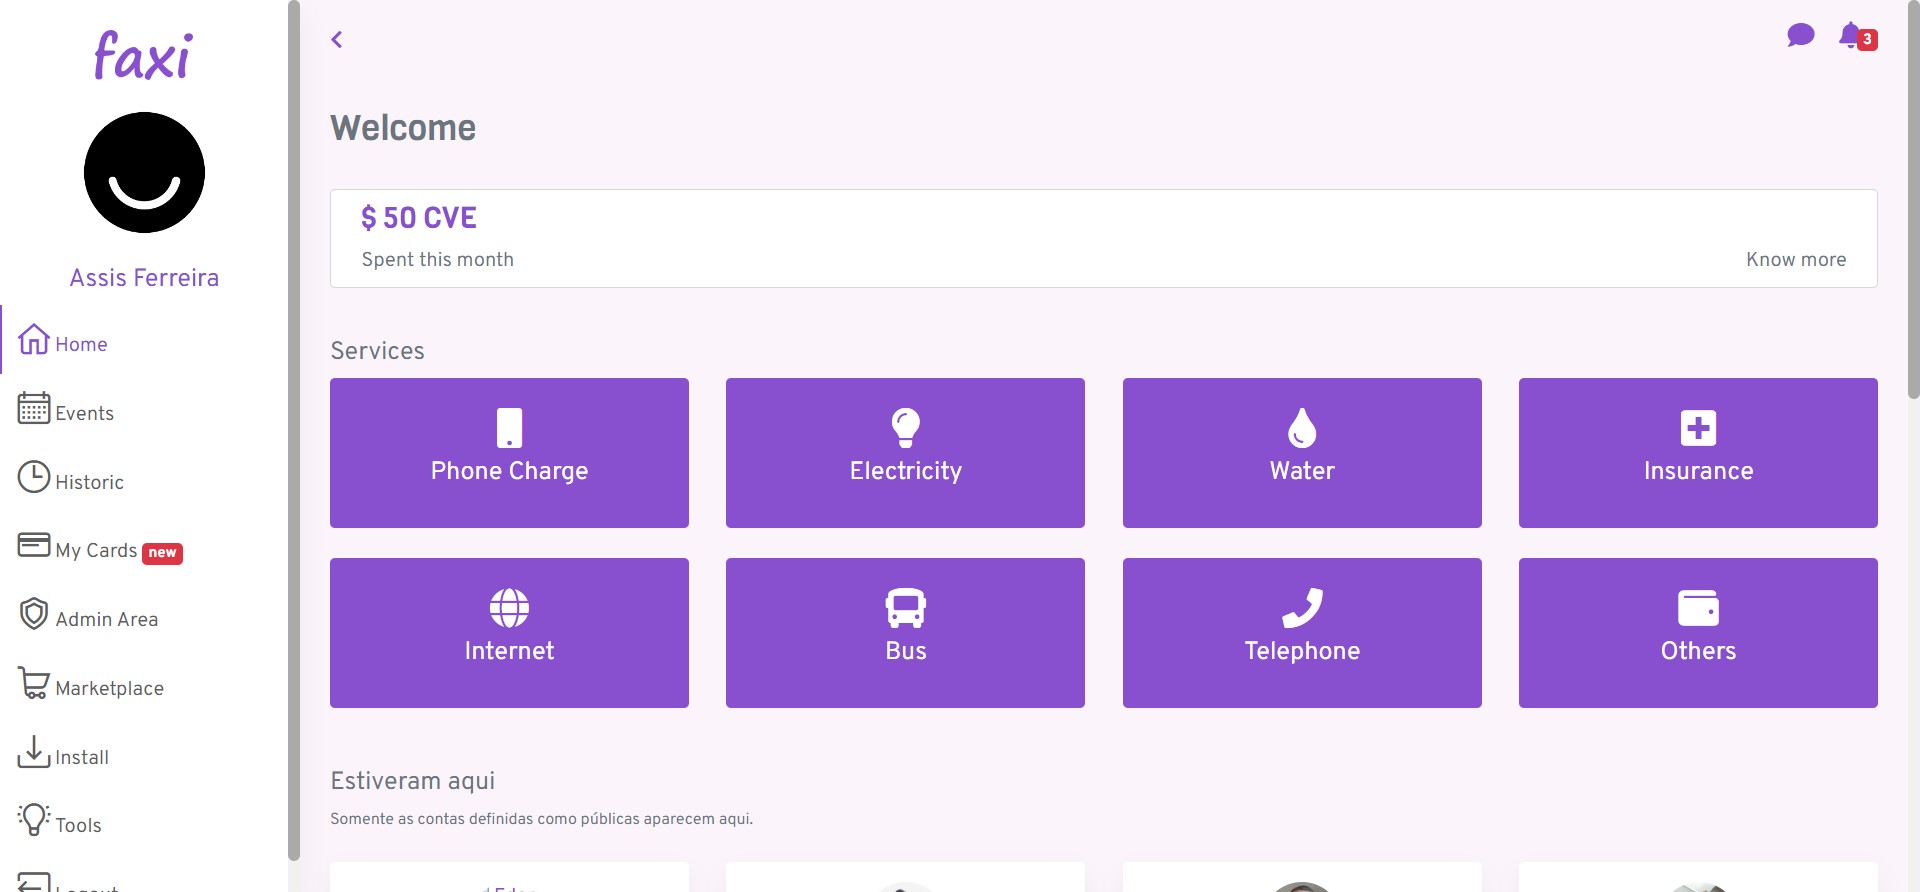 faxi
Assis Ferreira
Home
Events
Historic
My Cards new
Admin Area
Marketplace
Install
Tools
3
Welcome
$ 50 CVE
Spent this month
Know more
Services
Phone Charge
Electricity
Water
Insurance
Internet
Bus
Telephone
Others
Estiveram aqui
Somente as contas definidas como públicas aparecem aqui.